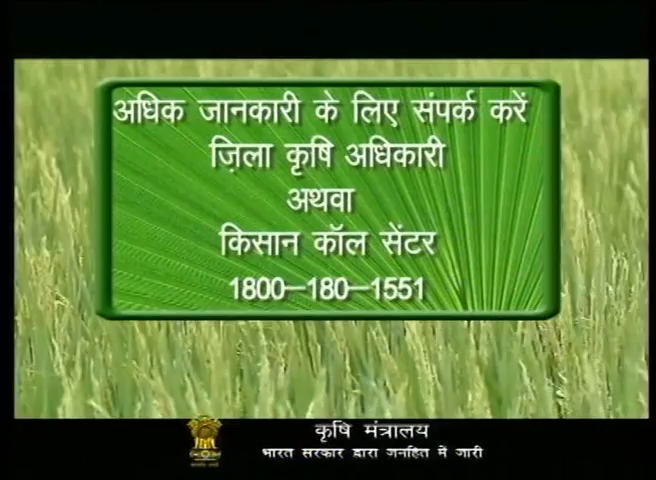 अधिक जानकारी के लिए संपर्क करें
ज़िला कृषि अधिकारी
अथवा
किसान कॉल सेंटर
1800-180-1551
कृषि मंत्रालय
भारत सरकार द्वारा जनहित में जारी